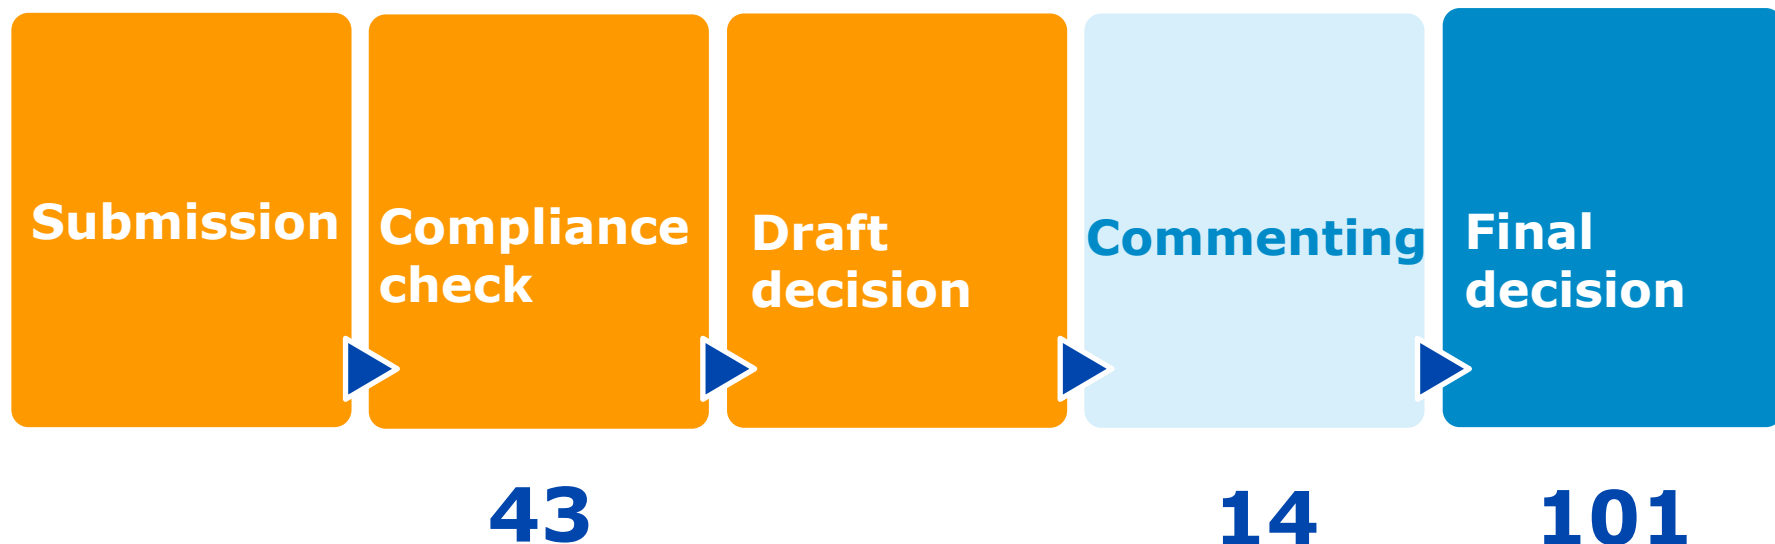 Submission
Compliance
check
Draft
decision
Commenting
Final
decision
43
14
101